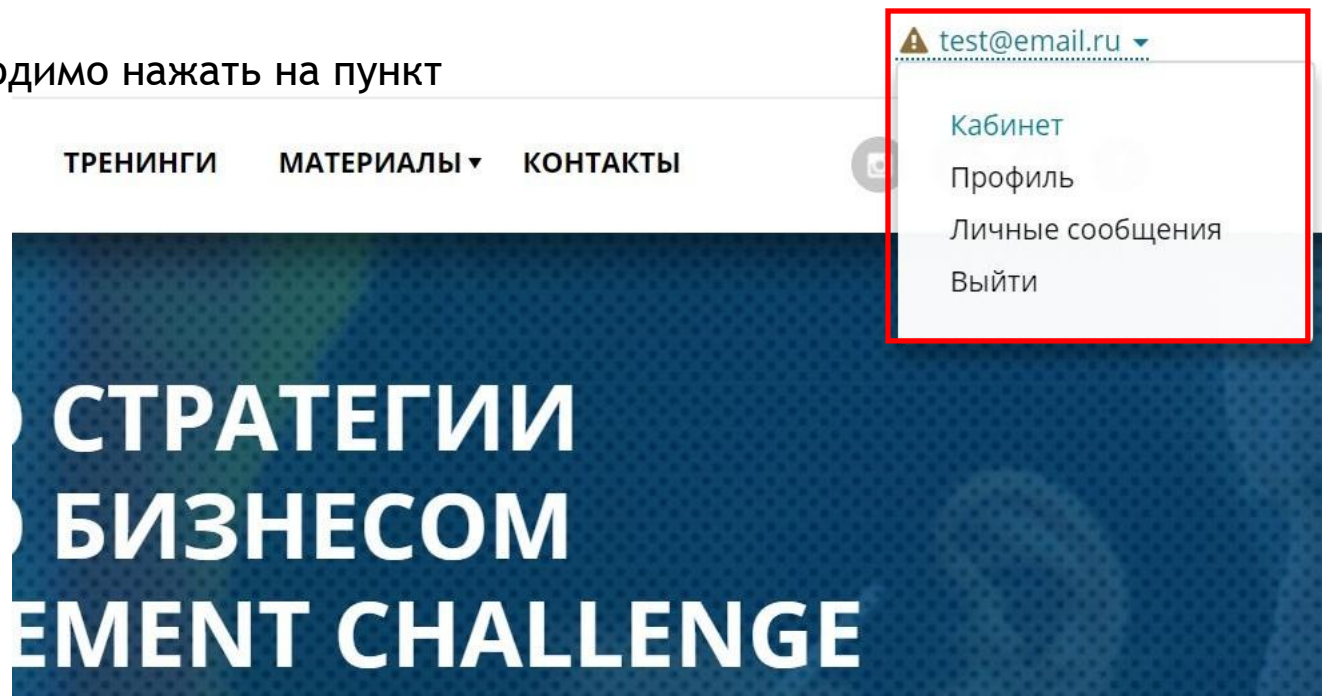 test@email.ru
одимо нажать на пункт
ТРЕНИНГИ МАТЕРИАЛЫ КОНТАКТЫ
Кабинет
Профиль
Личные сообщения
Выйти
СТРАТЕГИИ
БИЗНЕСОМ
EMENT CHALLENGE